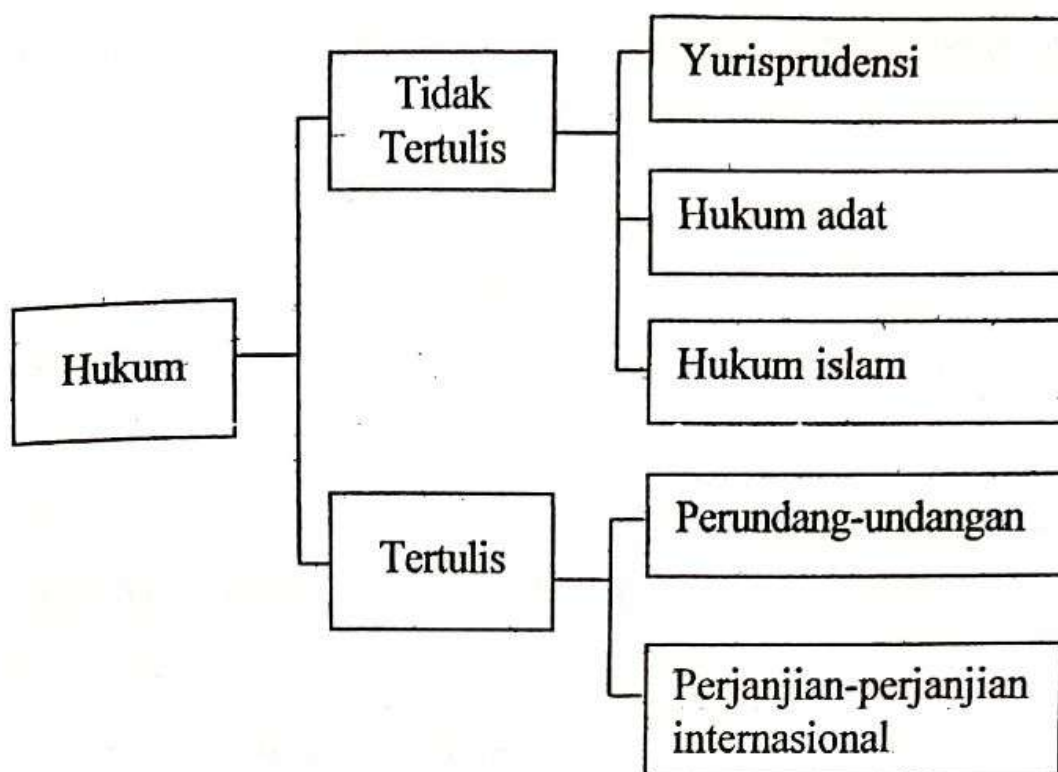 Tidak
Tertulis
Yurisprudensi
Hukum adat
Hukum islam
Hukum
Tertulis
Perundang-undangan
Perjanjian-perjanjian
internasional